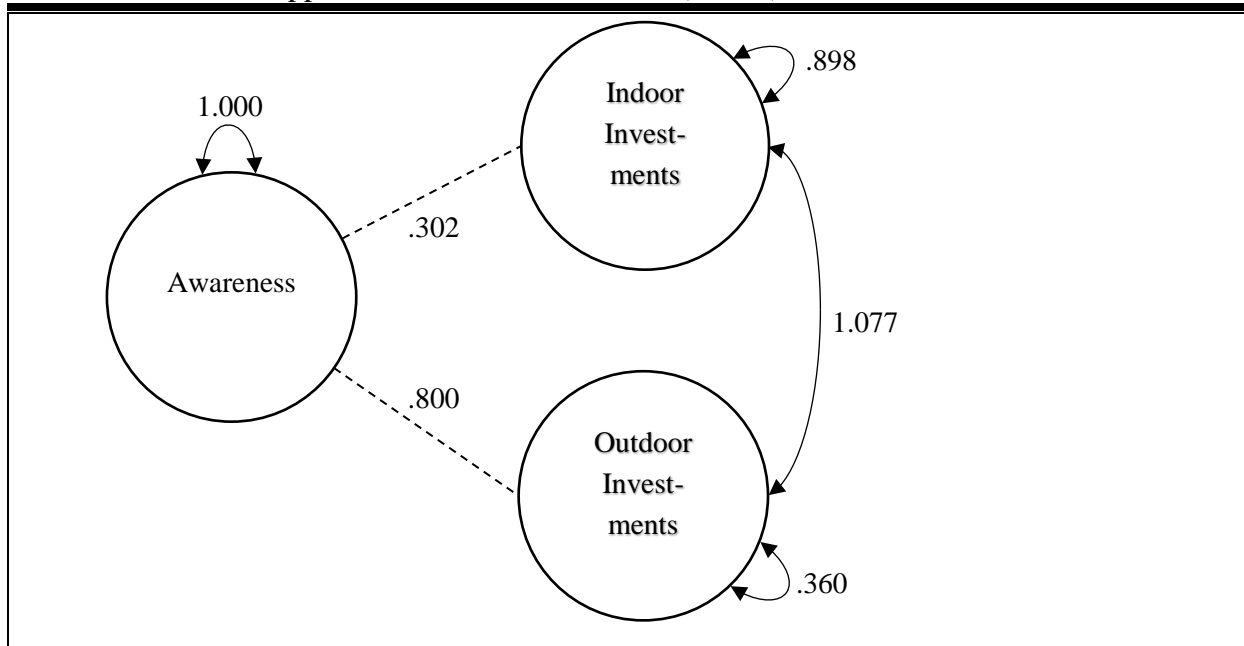 .898
Indoor
Invest-
ments
1.000
.302
Awareness
1.077
.800
Outdoor
Invest-
ments
.360